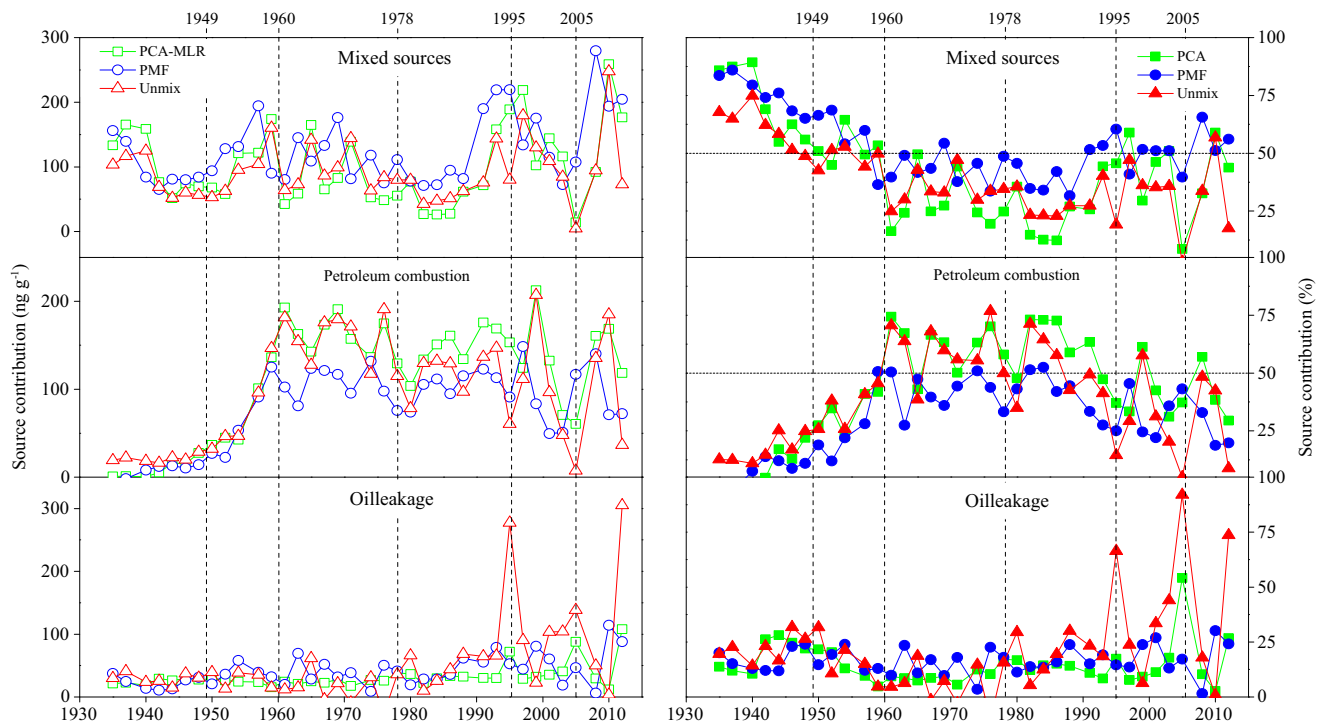 1949 1960 1978 1995 2005
1949 1960 1978 1995 2005
Mixed sources
PCA-MLR
PMF
Unmix
Mixed sources
PCA
PMF
Unmix
300
200
100
0
100
75
50
25
100
Petroleum combustion
Petroleum combustion
200
100
0
75
50
25
100
Oilleakage
Oilleakage
300
200
100
0
75
50
25
0
Source contribution (ng g⁻¹)
Source contribution (%)
1930 1940 1950 1960 1970 1980 1990 2000 2010
1930 1940 1950 1960 1970 1980 1990 2000 2010